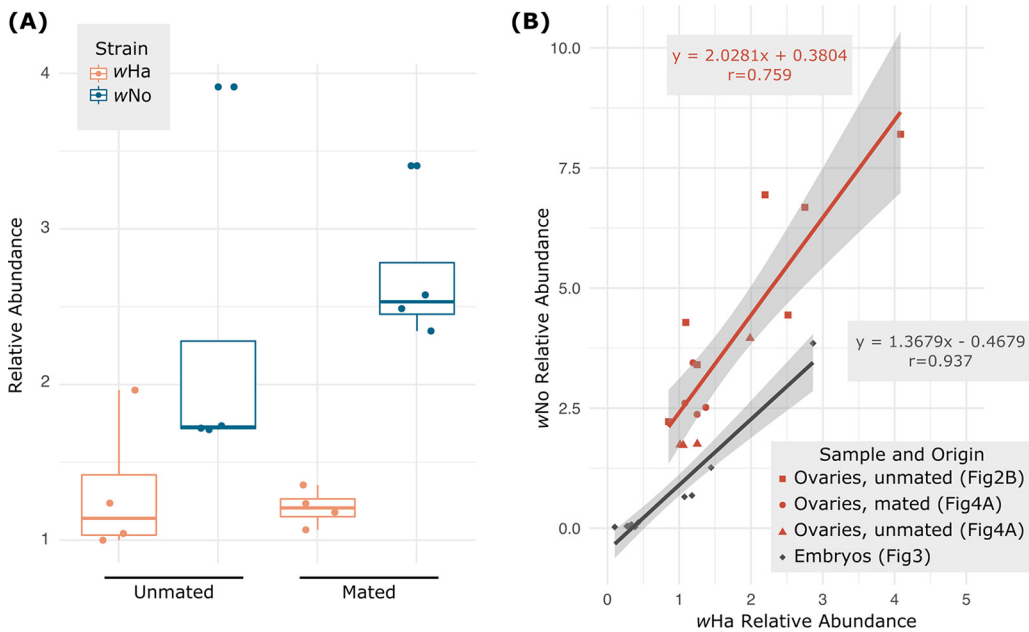 (A)
Strain
wHa
wNo
Relative Abundance
4
3
2
1
Unmated
Mated
(B)
y = 2.0281x + 0.3804
r=0.759
y = 1.3679x - 0.4679
r=0.937
wNo Relative Abundance
10.0
7.5
5.0
2.5
0.0
Sample and Origin
Ovaries, unmated (Fig2B)
Ovaries, mated (Fig4A)
Ovaries, unmated (Fig4A)
Embryos (Fig3)
0 1 2 3 4 5
wHa Relative Abundance